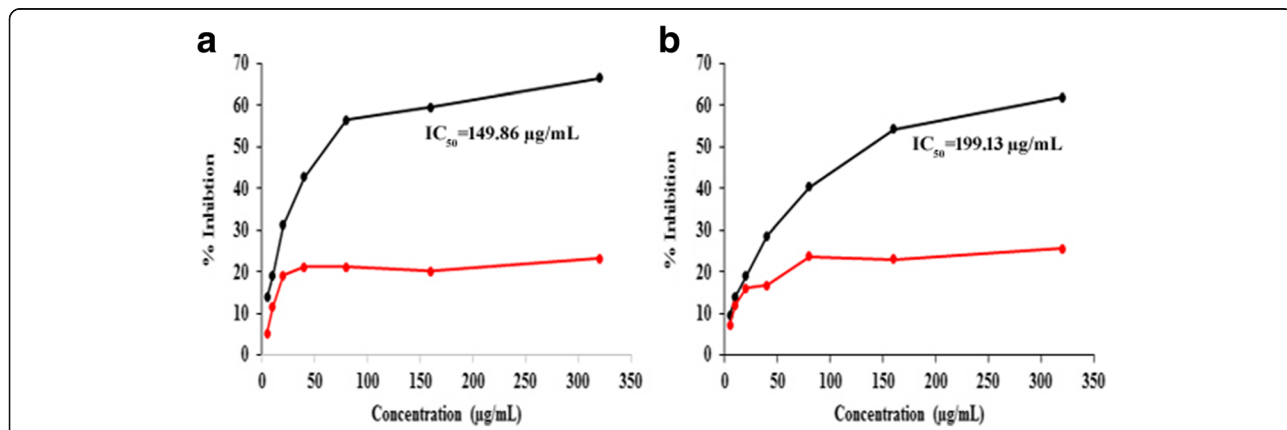 a
70
60
50
40
30
20
10
0
% Inhibtion
IC50=149.86 µg/mL
0 50 100 150 200 250 300 350
Concentration (µg/mL)
b
70
60
50
40
30
20
10
0
% Inhibition
IC50=199.13 µg/mL
0 50 100 150 200 250 300 350
Concentration (µg/mL)